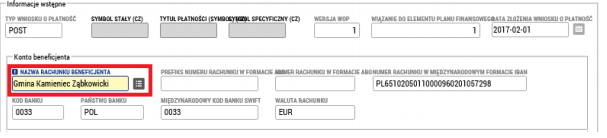 Informacje wstępne
TYP WNIOSKU O PŁATNOŚĆ SYMBOL STAŁY (CZ) TYTUŁ PŁATNOŚCI (SYMBOL SPECYFICZNY (CZ) WERSJA WOP WIĄZANIE DO ELEMENTU PLANU FINANSOWEGO DATA ZŁOŻENIA WNIOSKU O PŁATNOŚĆ
POST 1 1 2017-02-01
Konto beneficjenta
NAZWA RACHUNKU BENEFICJENTA PREFIKS NUMERU RACHUNKU W FORMACIE ABO NUMER RACHUNKU W FORMACIE ABO NUMER RACHUNKU W MIĘDZYNARODOWYM FORMACIE IBAN
Gmina Kamieniec Ząbkowicki PL65102050110000960201057298
KOD BANKU PAŃSTWO BANKU MIĘDZYNARODOWY KOD BANKU SWIFT WALUTA RACHUNKU
0033 POL 0033 EUR